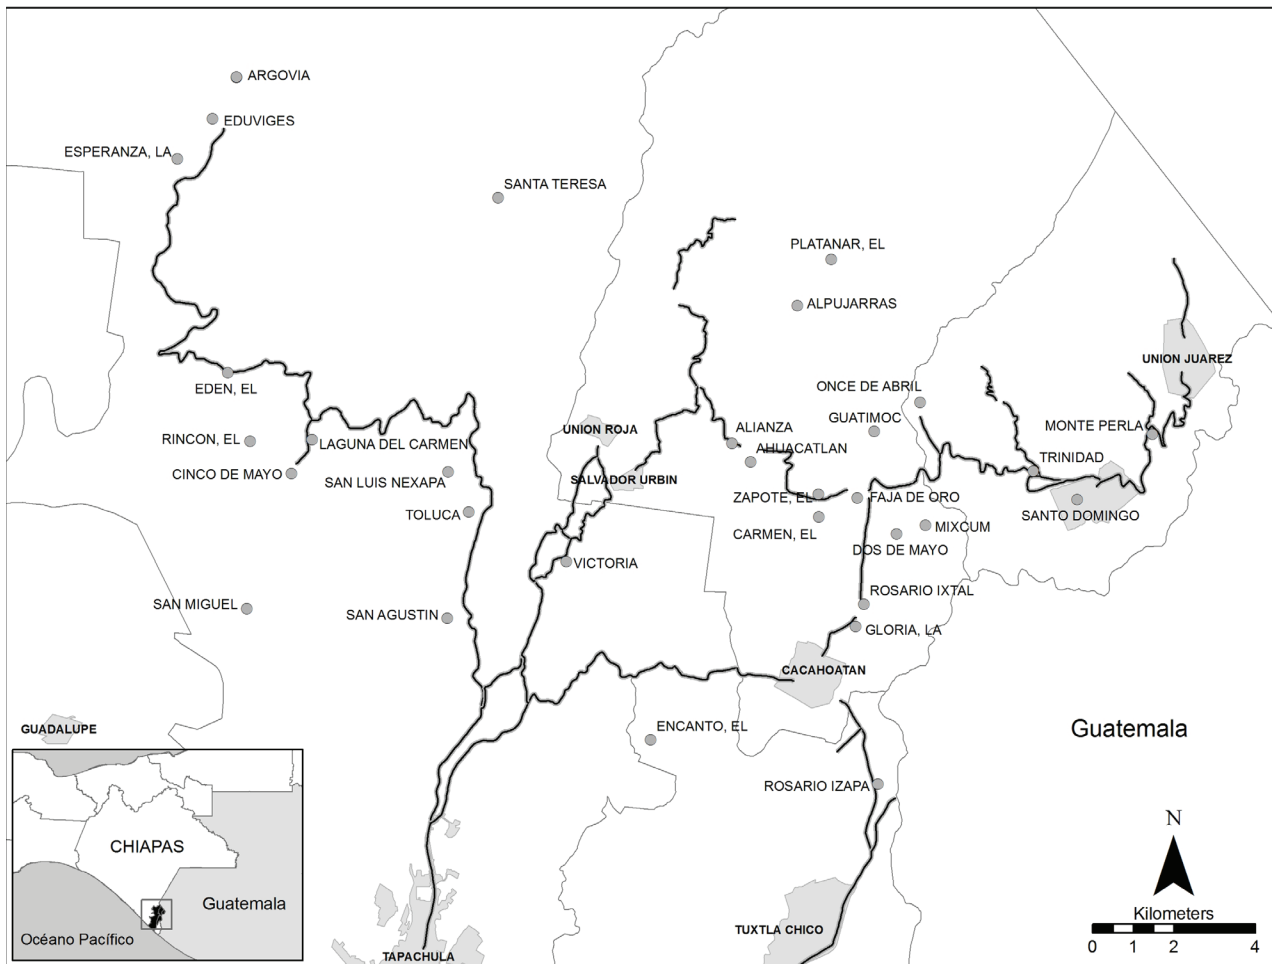 ARGOVIA
EDUVIGES
ESPERANZA, LA
SANTA TERESA
PLATANAR, EL
ALPUJARRAS
UNION JUAREZ
EDEN, EL
ONCE DE ABRIL
GUATIMOC
MONTE PERLA
UNION ROJA
ALIANZA
RINCON, EL
LAGUNA DEL CARMEN
AHUACATLAN
TRINIDAD
CINCO DE MAYO
SAN LUIS NEXAPA
SALVADOR URBIN
ZAPOTE, EL
FAJA DE ORO
TOLUCA
SANTO DOMINGO
CARMEN, EL
MIXCUM
DOS DE MAYO
VICTORIA
ROSARIO IXTAL
SAN MIGUEL
SAN AGUSTIN
GLORIA, LA
CACAHOATAN
GUADALUPE
ENCANTO, EL
Guatemala
ROSARIO IZAPA
N
CHIAPAS
Guatemala
Océano Pacífico
Kilometers
0 1 2 4
TUXTLA CHICO
TAPACHULA